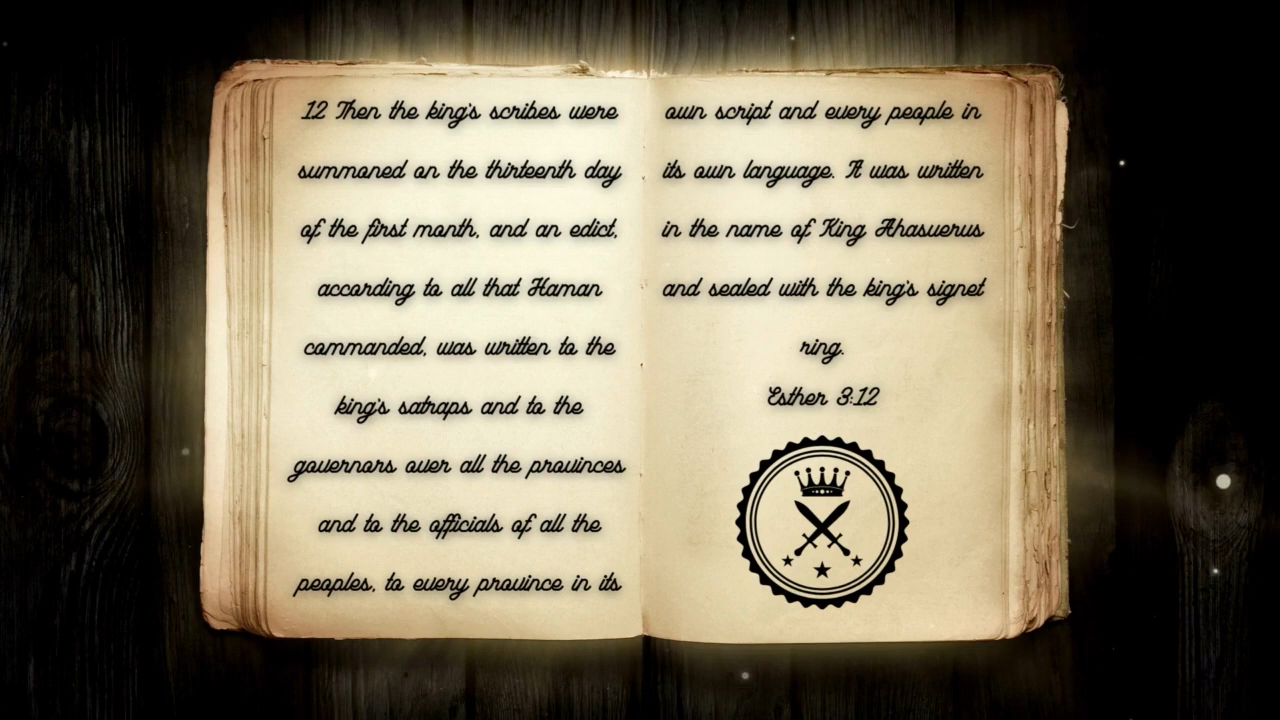 12 Then the king's scribes were
summoned on the thirteenth day
of the first month, and an edict,
according to all that Haman
commanded, was written to the
king's satraps and to the
governors over all the provinces
and to the officials of all the
peoples, to every province in its
own script and every people in
its own language. It was written
in the name of King Ahasuerus
and sealed with the king's signet
ring.
Esther 3:12